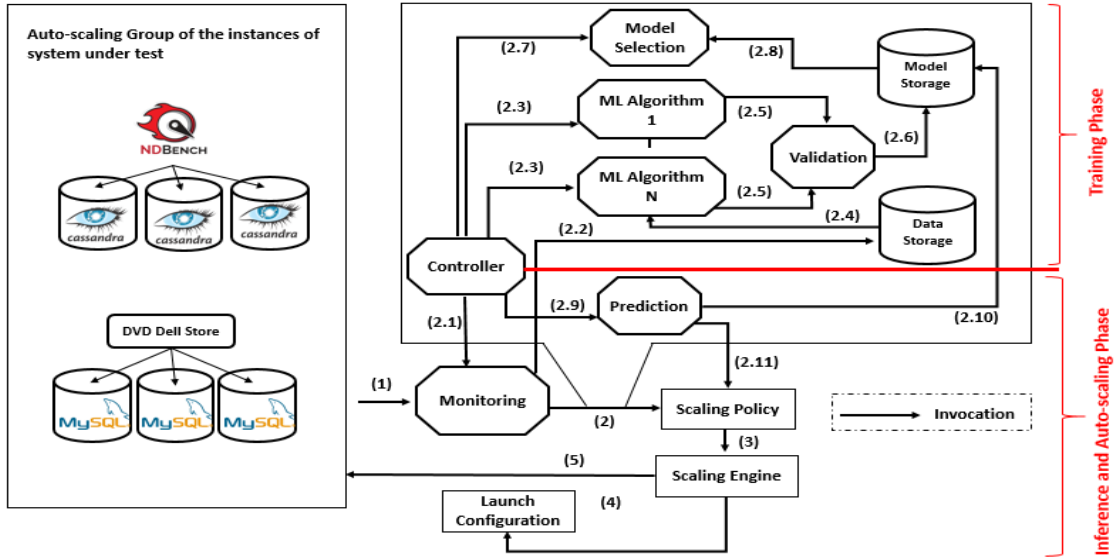 Auto-scaling Group of the instances of
system under test
NDBENCH
cassandra
cassandra
cassandra
DVD Dell Store
MySQL
MySQL
MySQL
(2.7)
Model
Selection
(2.8)
Model
Storage
(2.3)
ML Algorithm
1
(2.5)
Validation
(2.6)
(2.3)
ML Algorithm
N
(2.5)
(2.4)
Data
Storage
(2.2)
Controller
(2.1)
(2.9)
Prediction
(2.10)
(2.11)
(1)
Monitoring
(2)
Scaling Policy
Invocation
(3)
(5)
Scaling Engine
(4)
Launch
Configuration
Training Phase
Inference and Auto-scaling Phase